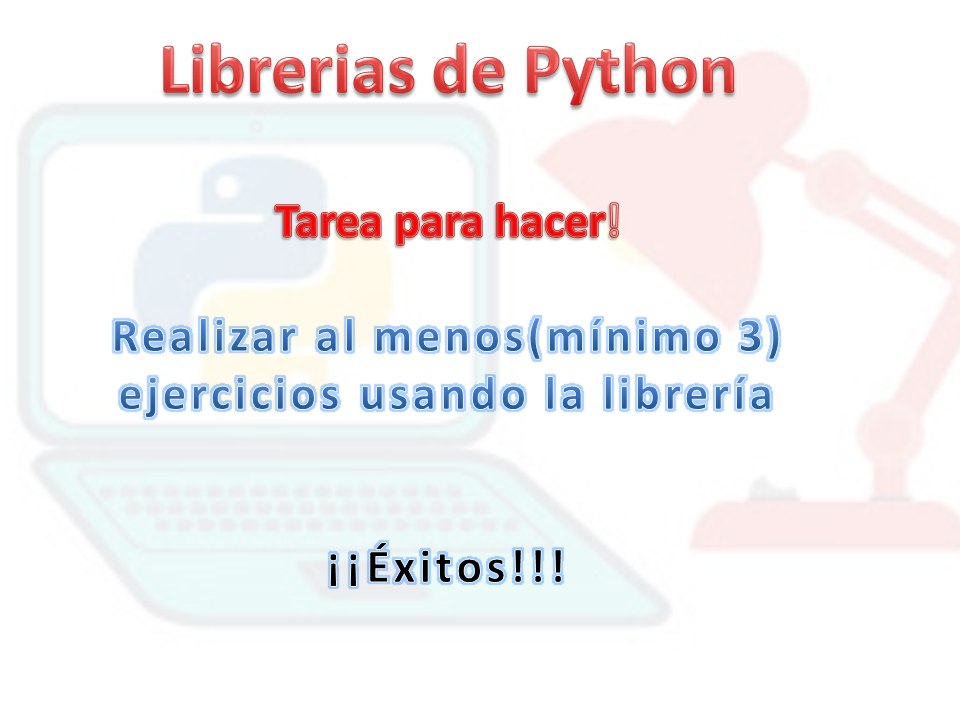 Librerias de Python
Tarea para hacer!
Realizar al menos(mínimo 3)
ejercicios usando la librería
¡¡Éxitos!!!